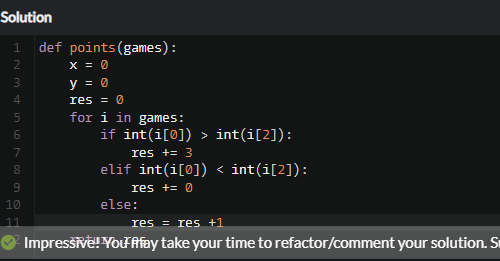 Solution
1 def points(games):
2 x = 0
3 y = 0
4 res = 0
5 for i in games:
6 if int(i[0]) > int(i[2]):
7 res += 3
8 elif int(i[0]) < int(i[2]):
9 res += 0
10 else:
11 res = res +1
return res
Impressive! You may take your time to refactor/comment your solution.